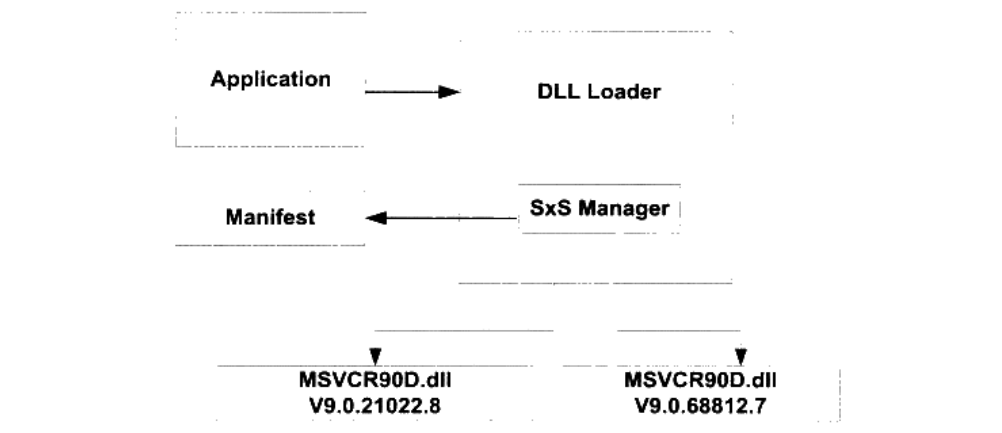 Application
DLL Loader
Manifest
SxS Manager
MSVCR90D.dll
V9.0.21022.8
MSVCR90D.dll
V9.0.68812.7